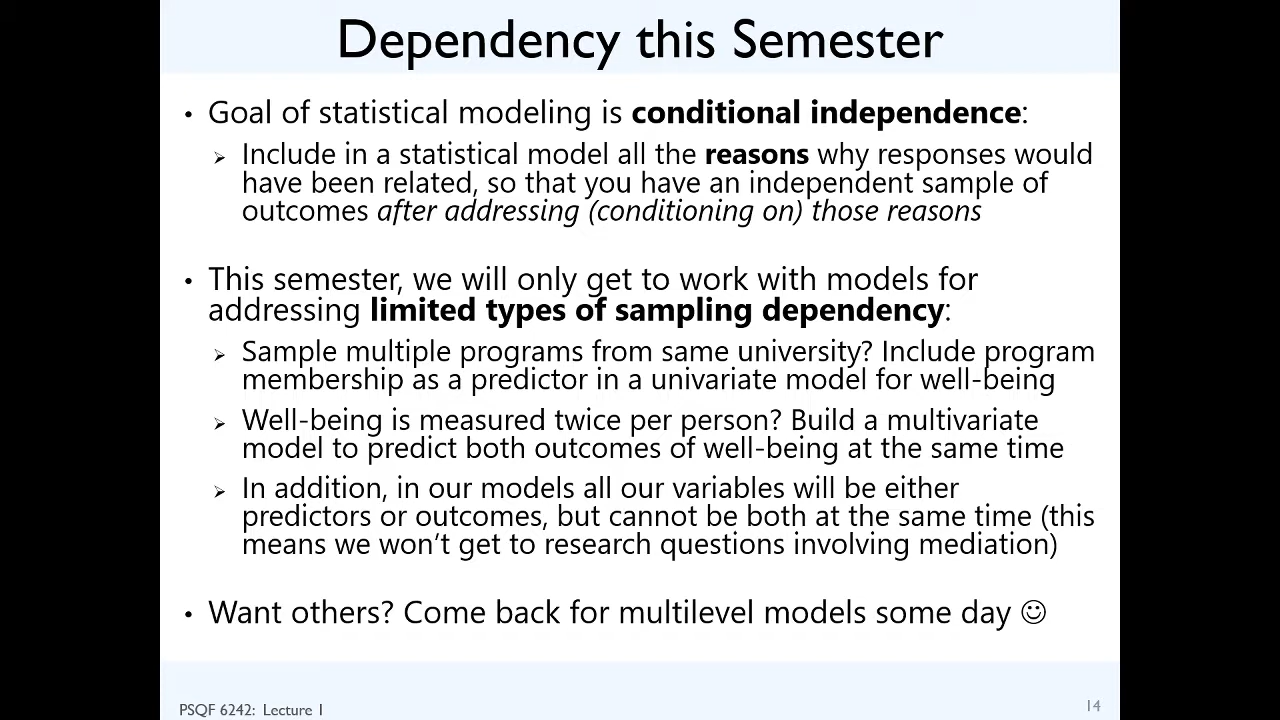 Dependency this Semester
• Goal of statistical modeling is conditional independence:
➢ Include in a statistical model all the reasons why responses would
have been related, so that you have an independent sample of
outcomes after addressing (conditioning on) those reasons
• This semester, we will only get to work with models for
addressing limited types of sampling dependency:
➢ Sample multiple programs from same university? Include program
membership as a predictor in a univariate model for well-being
➢ Well-being is measured twice per person? Build a multivariate
model to predict both outcomes of well-being at the same time
➢ In addition, in our models all our variables will be either
predictors or outcomes, but cannot be both at the same time (this
means we won’t get to research questions involving mediation)
• Want others? Come back for multilevel models some day ☺
PSQF 6242: Lecture 1
14